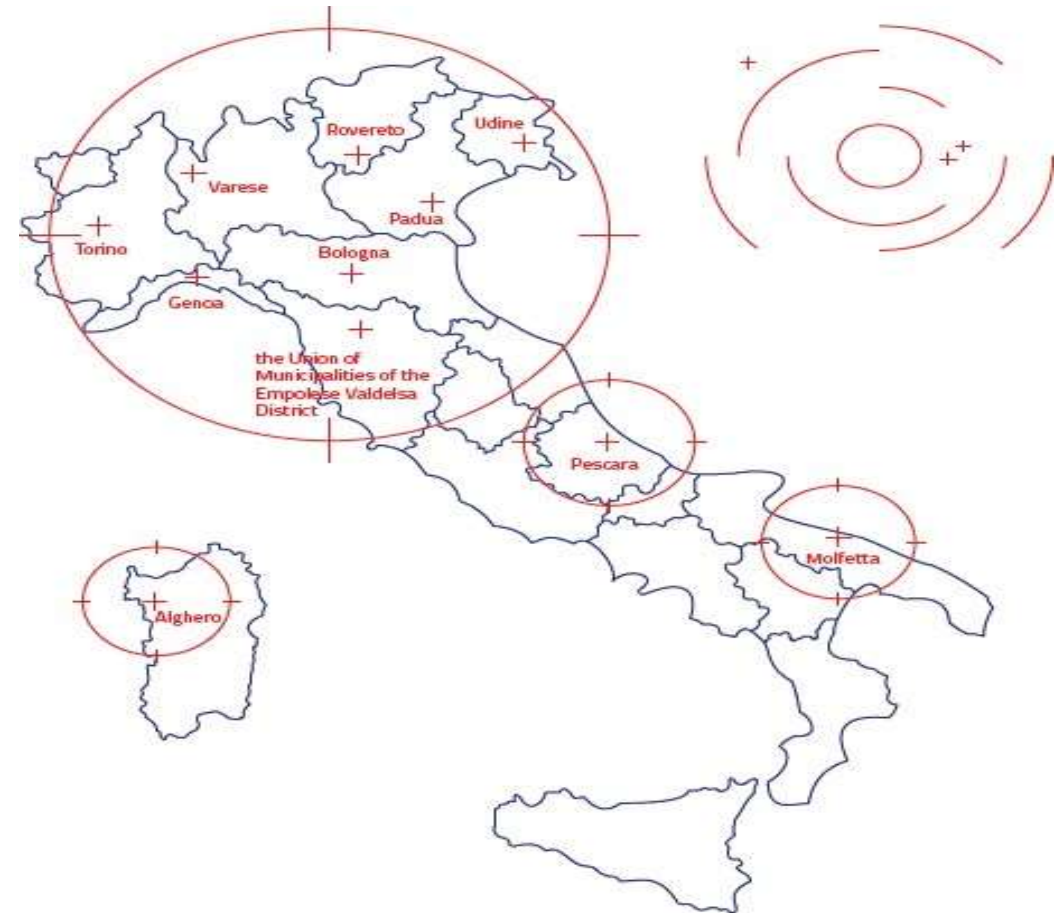 Rovereto
Udine
Varese
Padua
Torino
Bologna
Genoa
the Union of
Municipalities of the
Empolese Valdelsa
District
Pescara
Molfetta
Alghero